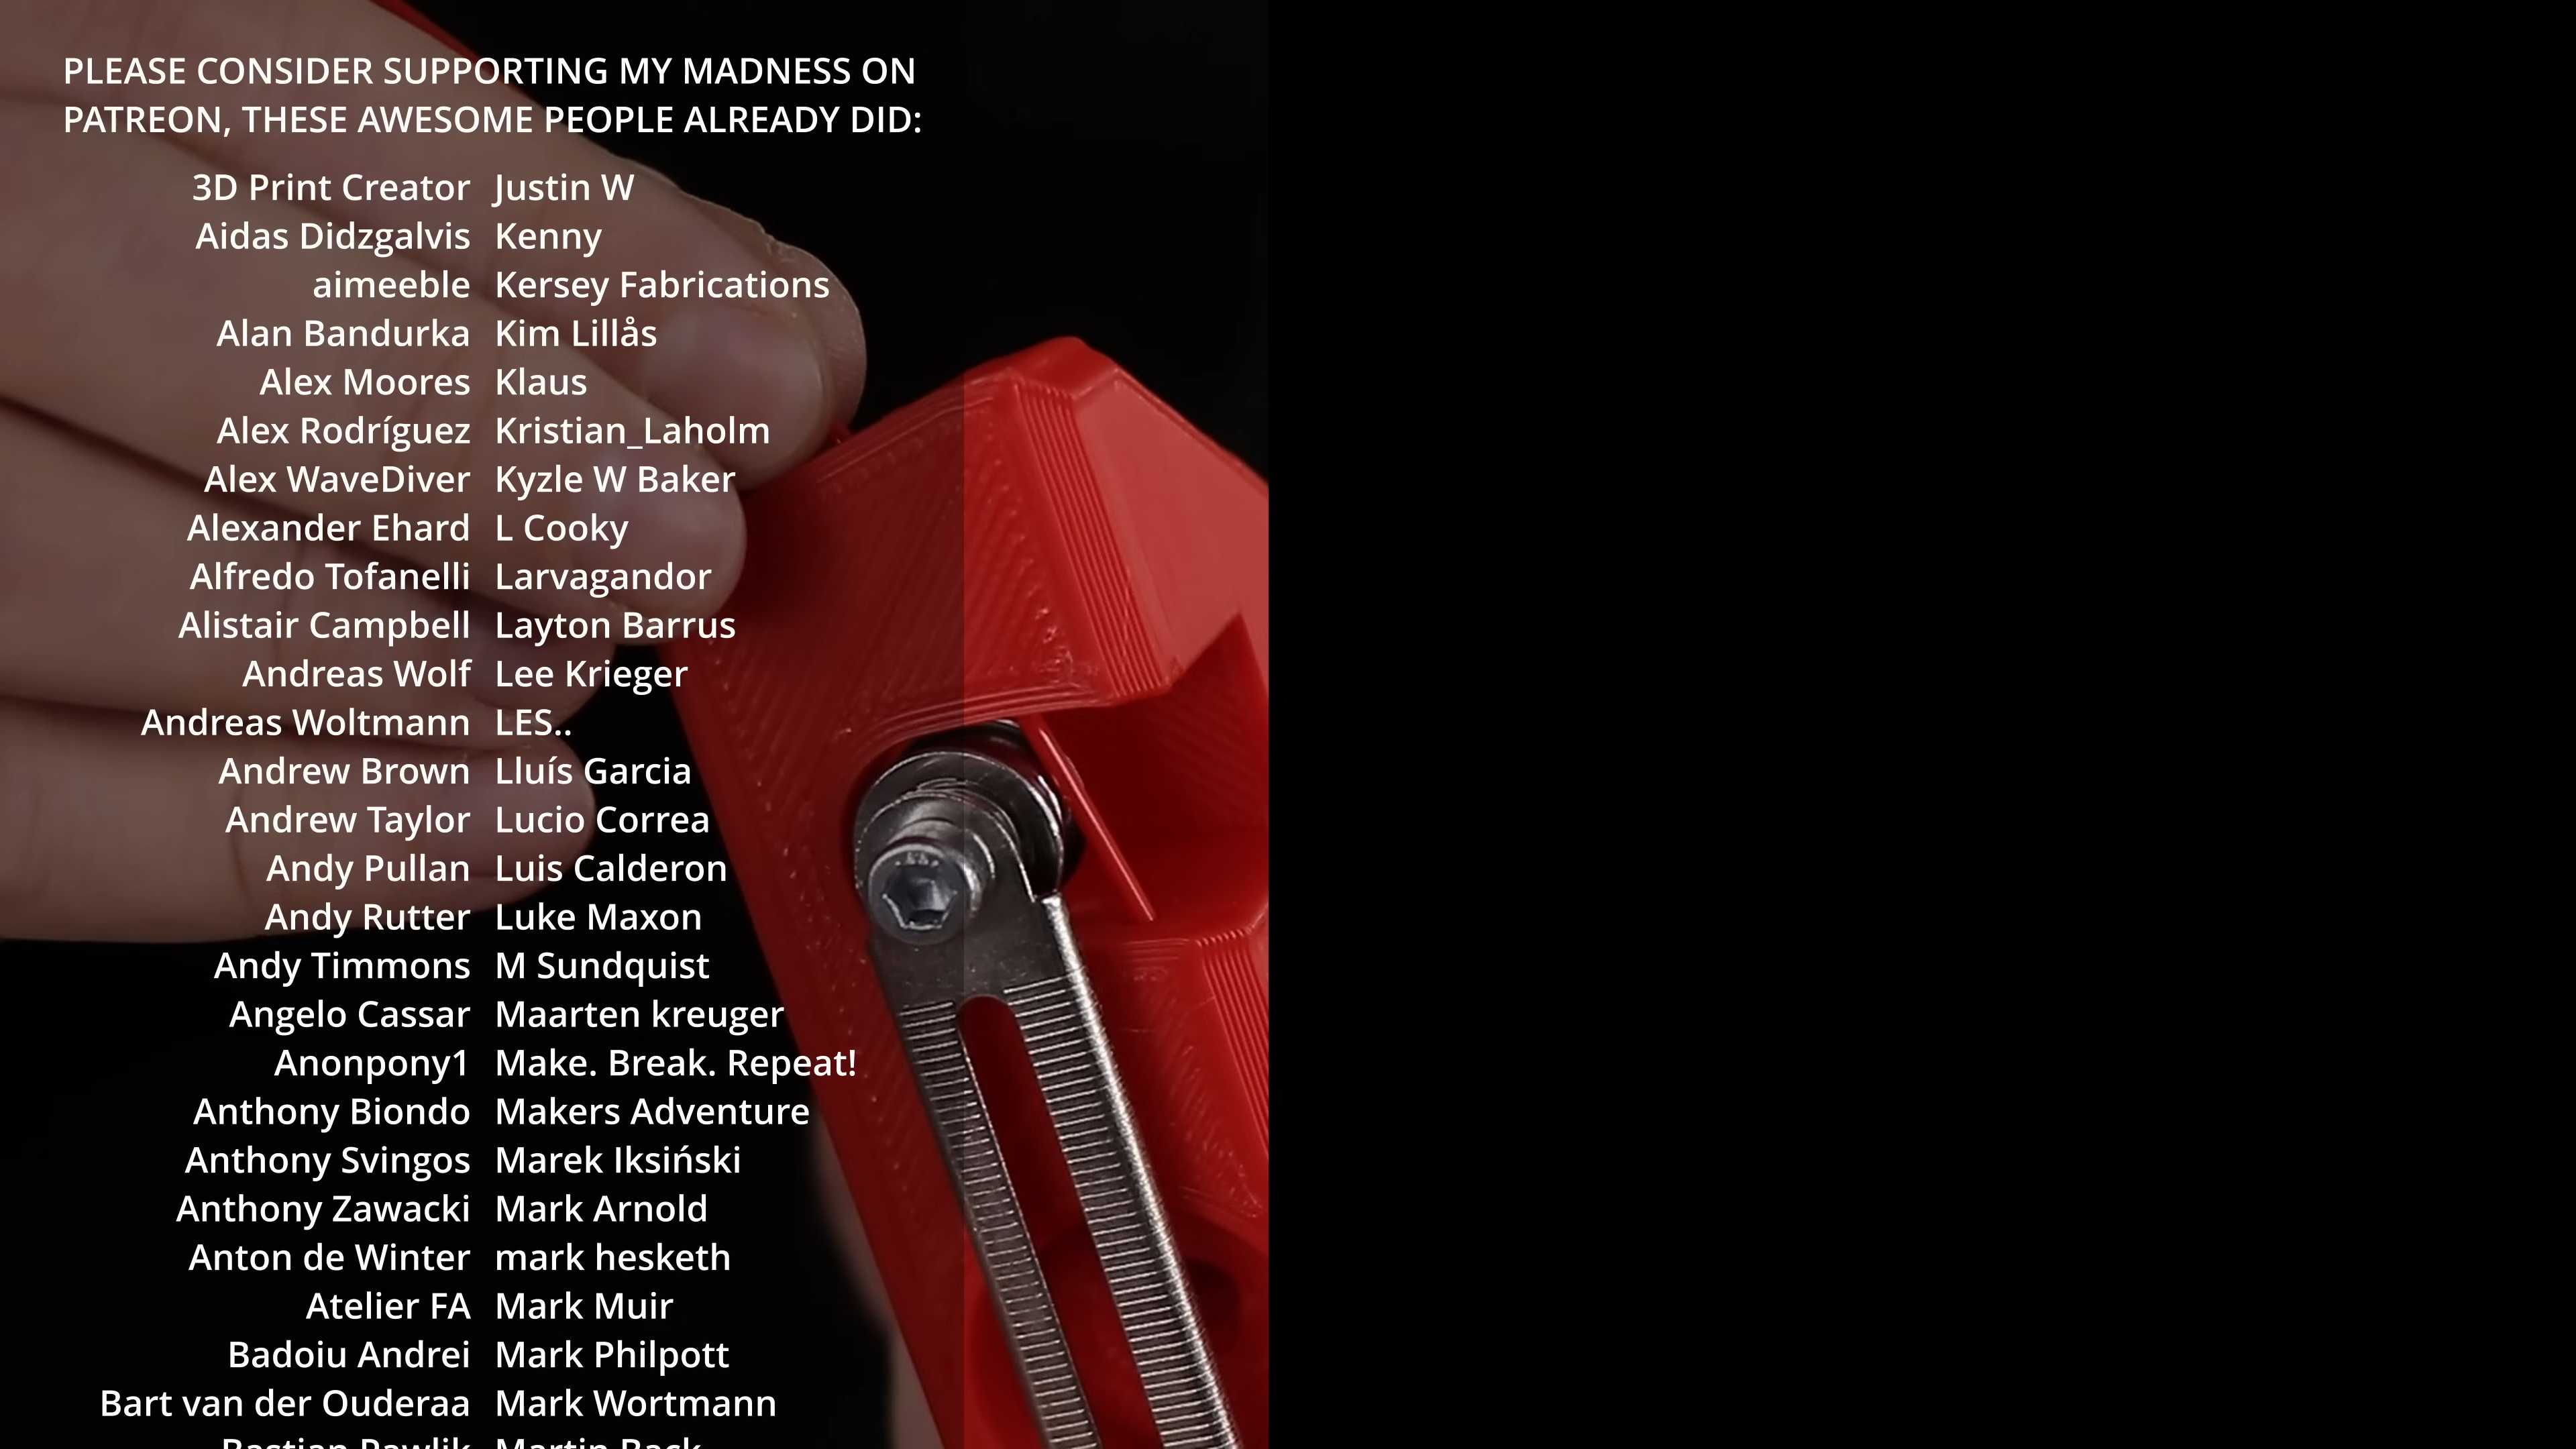 PLEASE CONSIDER SUPPORTING MY MADNESS ON
PATREON, THESE AWESOME PEOPLE ALREADY DID:
3D Print Creator Justin W
Aidas Didzgalvis Kenny
aimeeble Kersey Fabrications
Alan Bandurka Kim Lillås
Alex Moores Klaus
Alex Rodríguez Kristian_Laholm
Alex WaveDiver Kyzle W Baker
Alexander Ehard L Cooky
Alfredo Tofanelli Larvagandor
Alistair Campbell Layton Barrus
Andreas Wolf Lee Krieger
Andreas Woltmann LES..
Andrew Brown Lluís Garcia
Andrew Taylor Lucio Correa
Andy Pullan Luis Calderon
Andy Rutter Luke Maxon
Andy Timmons M Sundquist
Angelo Cassar Maarten kreuger
Anonpony1 Make. Break. Repeat!
Anthony Biondo Makers Adventure
Anthony Svingos Marek Iksiński
Anthony Zawacki Mark Arnold
Anton de Winter mark hesketh
Atelier FA Mark Muir
Badoiu Andrei Mark Philpott
Bart van der Ouderaa Mark Wortmann
Bastian Pawlik Martin Back